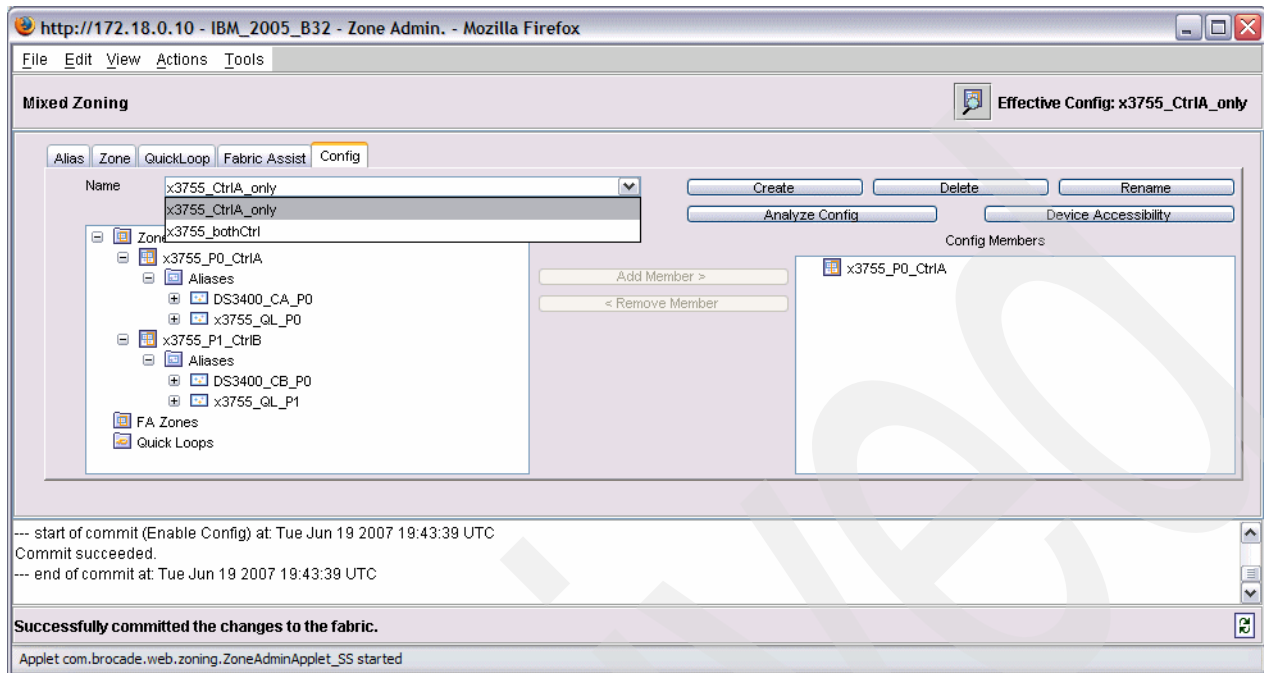 http://172.18.0.10 - IBM_2005_B32 - Zone Admin. - Mozilla Firefox
File Edit View Actions Tools
Mixed Zoning
Effective Config: x3755_CtrlA_only
Alias Zone QuickLoop Fabric Assist Config
Name x3755_CtrlA_only
Create Delete Rename
x3755_CtrlA_only
Analyze Config Device Accessibility
x3755_bothCtrl
Zone
Config Members
x3755_P0_CtrlA
Aliases
DS3400_CA_P0
x3755_QL_P0
x3755_P1_CtrlB
Aliases
DS3400_CB_P0
x3755_QL_P1
FA Zones
Quick Loops
Add Member >
< Remove Member
x3755_P0_CtrlA
--- start of commit (Enable Config) at: Tue Jun 19 2007 19:43:39 UTC
Commit succeeded.
--- end of commit at: Tue Jun 19 2007 19:43:39 UTC
Successfully committed the changes to the fabric.
Applet com.brocade.web.zoning.ZoneAdminApplet_SS started